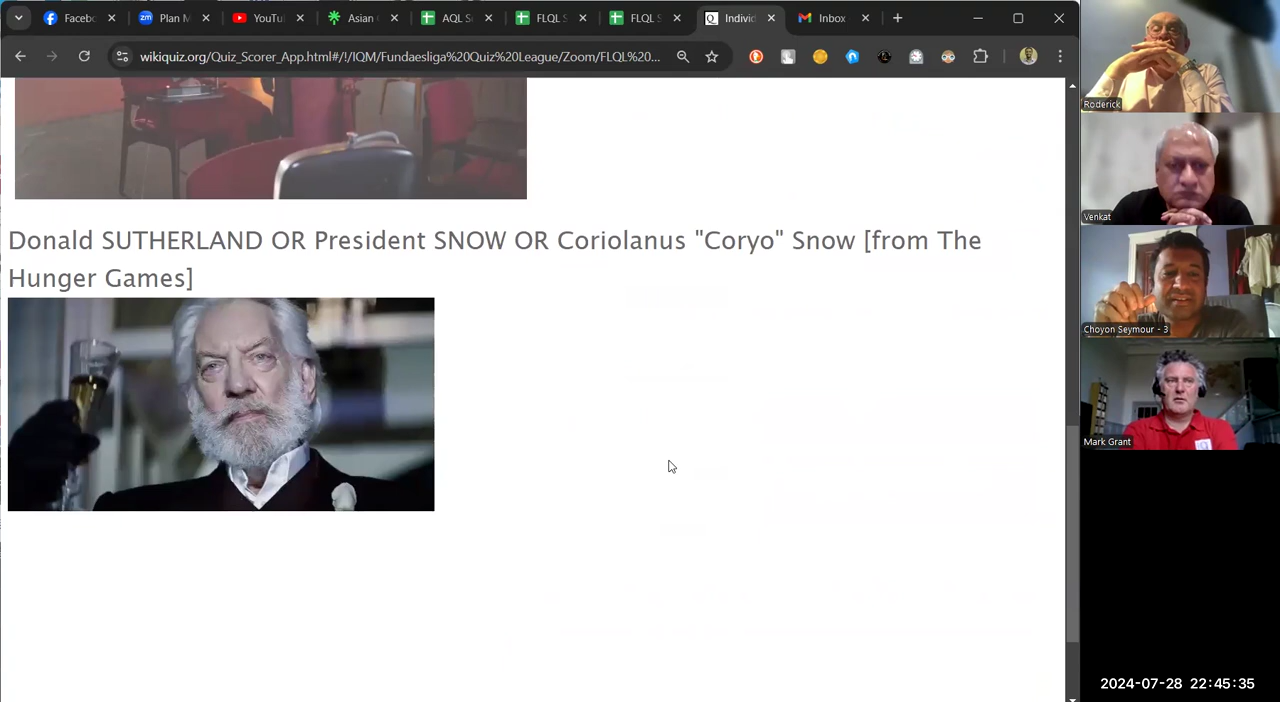 Facebo
Plan M
YouTu
Asian
AQL S
FLQL S
FLQL S
Individ
Inbox
wikiquiz.org/Quiz_Scorer_App.html#/!/IQM/Fundaesliga%20Quiz%20League/Zoom/FLQL%20...
Donald SUTHERLAND OR President SNOW OR Coriolanus "Coryo" Snow [from The
Hunger Games]
Roderick
Venkat
Choyon Seymour - 3
Mark Grant
2024-07-28 22:45:35